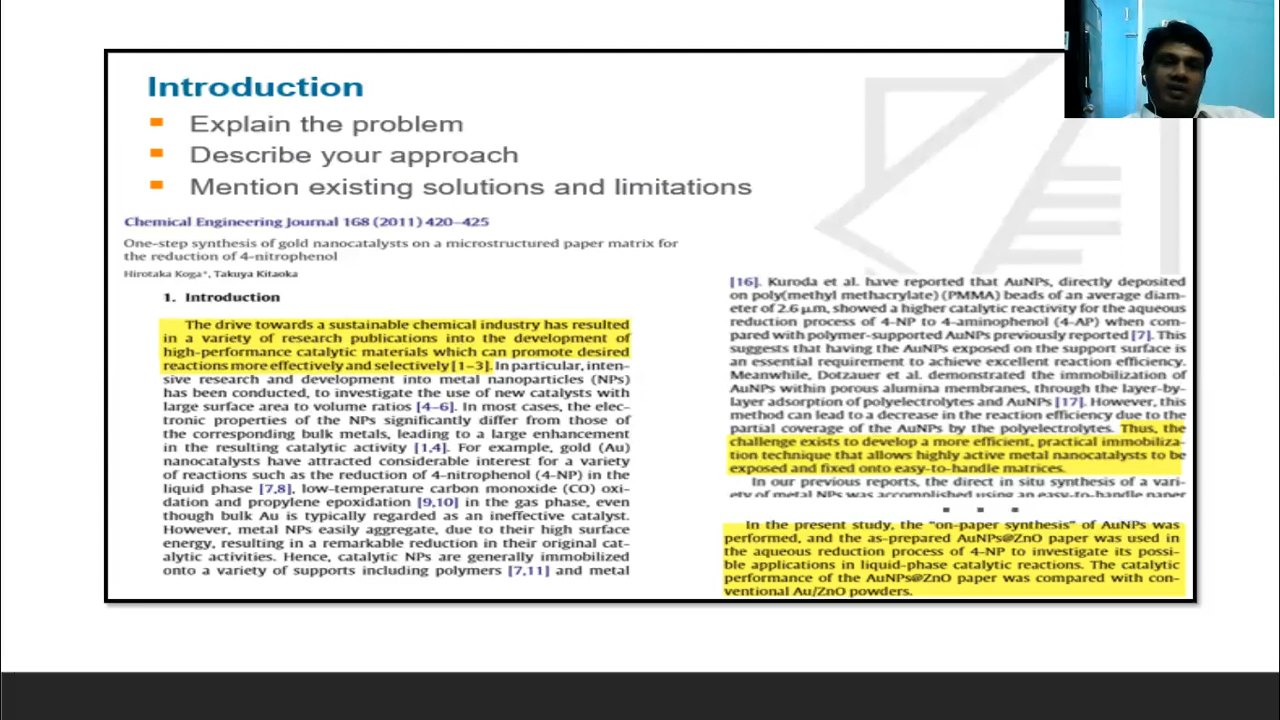 Introduction
Explain the problem
Describe your approach
Mention existing solutions and limitations
Chemical Engineering Journal 168 (2011) 420–425
One-step synthesis of gold nanocatalysts on a microstructured paper matrix for
the reduction of 4-nitrophenol
Hirotaka Koga*, Takuya Kitaoka
1. Introduction
The drive towards a sustainable chemical industry has resulted
in a variety of research publications into the development of
high-performance catalytic materials which can promote desired
reactions more effectively and selectively [1–3]. In particular, inten-
sive research and development into metal nanoparticles (NPs)
has been conducted, to investigate the use of new catalysts with
large surface area to volume ratios [4–6]. In most cases, the elec-
tronic properties of the NPs significantly differ from those of
the corresponding bulk metals, leading to a large enhancement
in the resulting catalytic activity [1,4]. For example, gold (Au)
nanocatalysts have attracted considerable interest for a variety
of reactions such as the reduction of 4-nitrophenol (4-NP) in the
liquid phase [7,8], low-temperature carbon monoxide (CO) oxi-
dation and propylene epoxidation [9,10] in the gas phase, even
though bulk Au is typically regarded as an ineffective catalyst.
However, metal NPs easily aggregate, due to their high surface
energy, resulting in a remarkable reduction in their original cat-
alytic activities. Hence, catalytic NPs are generally immobilized
onto a variety of supports including polymers [7,11] and metal
[16]. Kuroda et al. have reported that AuNPs, directly deposited
on poly(methyl methacrylate) (PMMA) beads of an average diam-
eter of 2.6 μm, showed a higher catalytic reactivity for the aqueous
reduction process of 4-NP to 4-aminophenol (4-AP) when com-
pared with polymer-supported AuNPs previously reported [7]. This
suggests that having the AuNPs exposed on the support surface is
an essential requirement to achieve excellent reaction efficiency.
Meanwhile, Dotzauer et al. demonstrated the immobilization of
AuNPs within porous alumina membranes, through the layer-by-
layer adsorption of polyelectrolytes and AuNPs [17]. However, this
method can lead to a decrease in the reaction efficiency due to the
partial coverage of the AuNPs by the polyelectrolytes. Thus, the
challenge exists to develop a more efficient, practical immobiliza-
tion technique that allows highly active metal nanocatalysts to be
exposed and fixed onto easy-to-handle matrices.
In our previous reports, the direct in situ synthesis of a vari-
ety of metal NPs was accomplished using an easy-to-handle paper
In the present study, the "on-paper synthesis" of AuNPs was
performed, and the as-prepared AuNPs@ZnO paper was used in
the aqueous reduction process of 4-NP to investigate its possi-
ble applications in liquid-phase catalytic reactions. The catalytic
performance of the AuNPs@ZnO paper was compared with con-
ventional Au/ZnO powders.